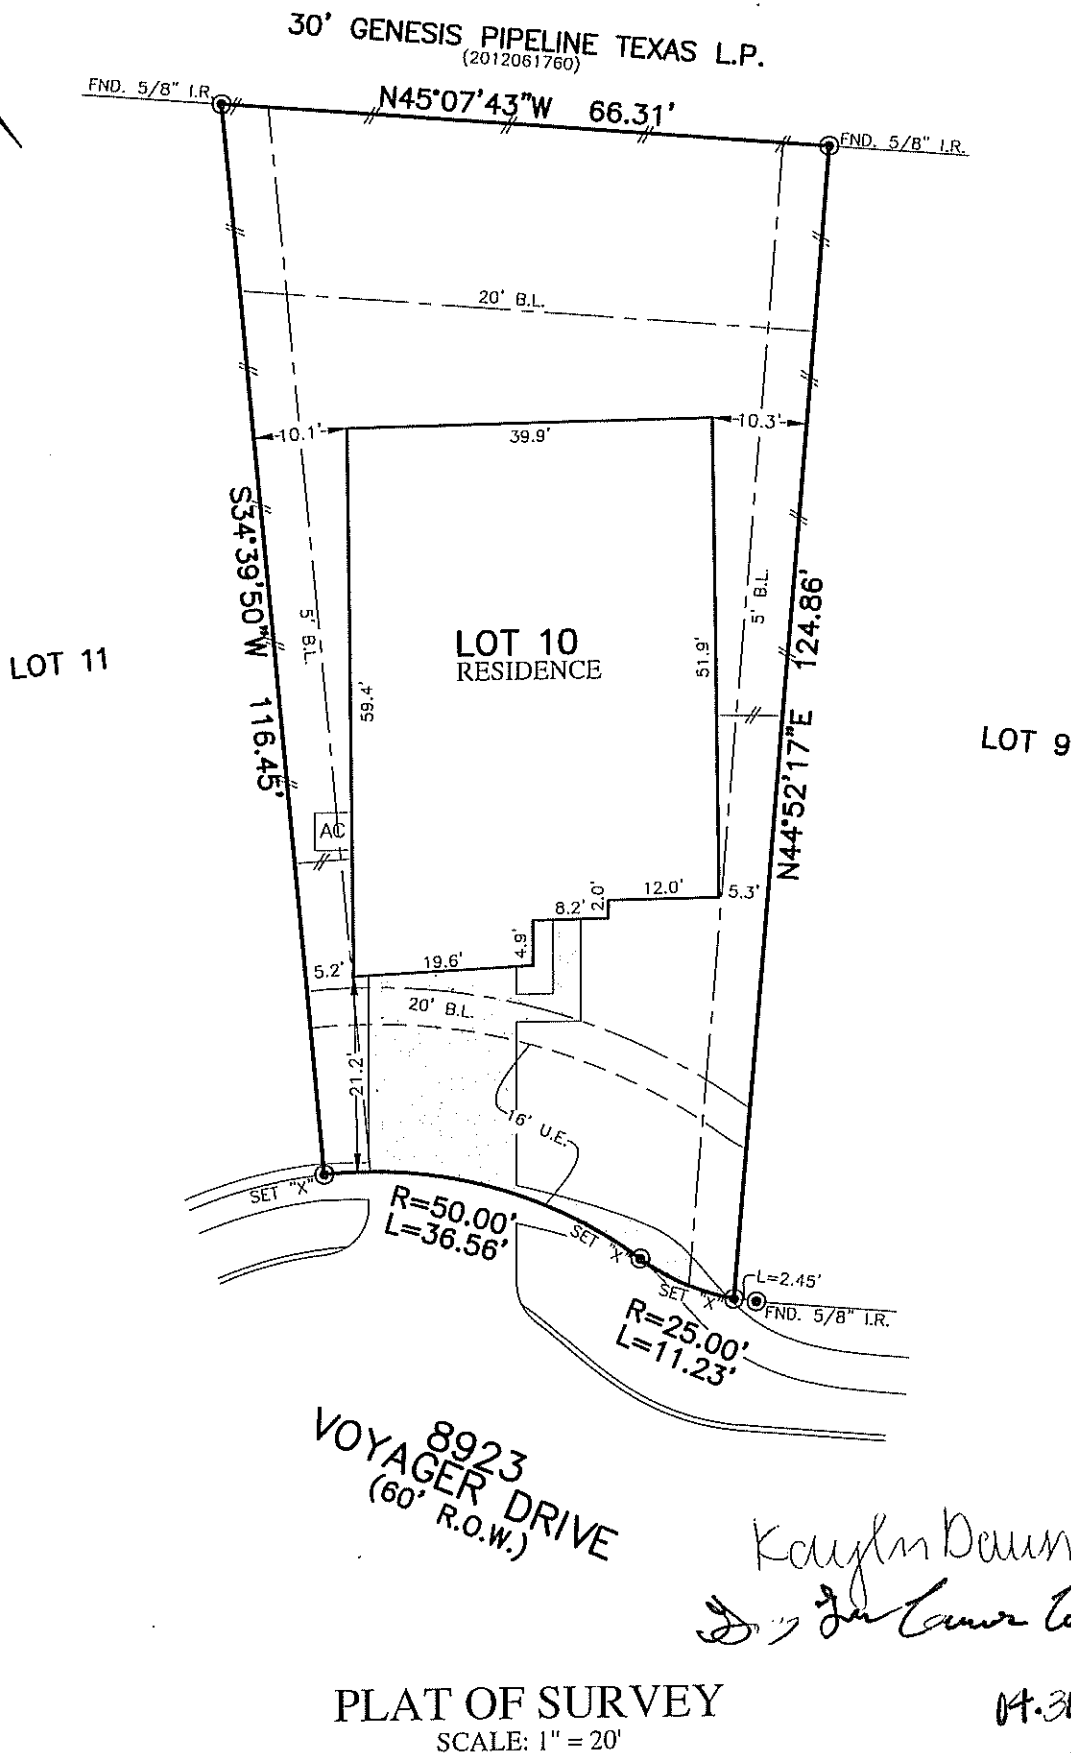 30' GENESIS PIPELINE TEXAS L.P.
(2012061760)
FND. 5/8" I.R.
N45°07'43"W 66.31'
FND. 5/8" I.R.
20' B.L.
10.1'
39.9'
10.3'
S34°39'50"W 116.45'
5' B.L.
59.4'
LOT 10
RESIDENCE
51.9'
5' B.L.
N44°52'17"E 124.86'
LOT 11
LOT 9
AC
5.2'
19.6'
4.9'
8.2'
2.0'
12.0'
5.3'
20' B.L.
21.2'
16' U.E.
SET "X"
R=50.00'
L=36.56'
SET "X"
SET "X"
L=2.45'
FND. 5/8" I.R.
R=25.00'
L=11.23'
8923
VOYAGER DRIVE
(60' R.O.W.)
Kayln
PLAT OF SURVEY
SCALE: 1" = 20'